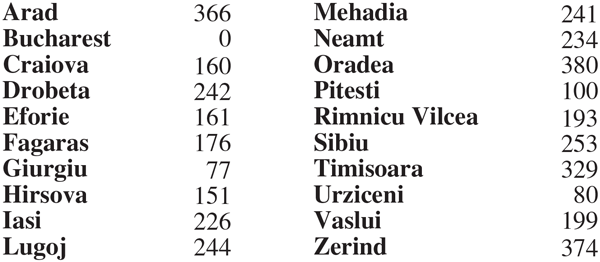 Arad 366 Mehadia 241
Bucharest 0 Neamt 234
Craiova 160 Oradea 380
Drobeta 242 Pitesti 100
Eforie 161 Rimnicu Vilcea 193
Fagaras 176 Sibiu 253
Giurgiu 77 Timisoara 329
Hirsova 151 Urziceni 80
Iasi 226 Vaslui 199
Lugoj 244 Zerind 374